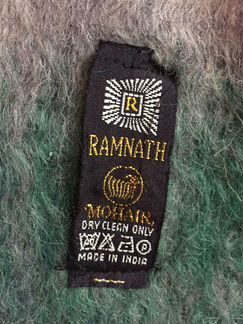 R
RAMNATH
MOHAIR
DRY CLEAN ONLY
P
MADE IN INDIA